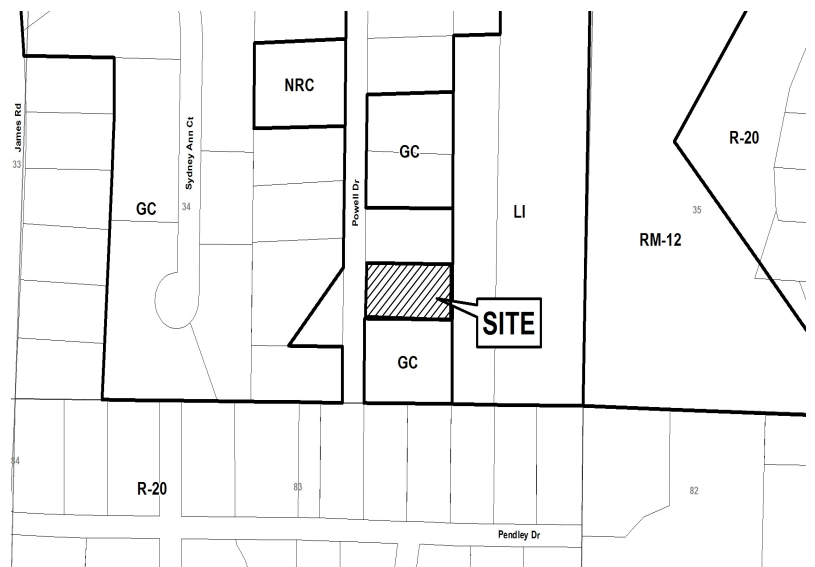 NRC
James Rd
Sydney Ann Ct
GC
R-20
33
Powell Dr
GC
34
LI
35
RM-12
SITE
GC
84
R-20
83
82
Pendley Dr